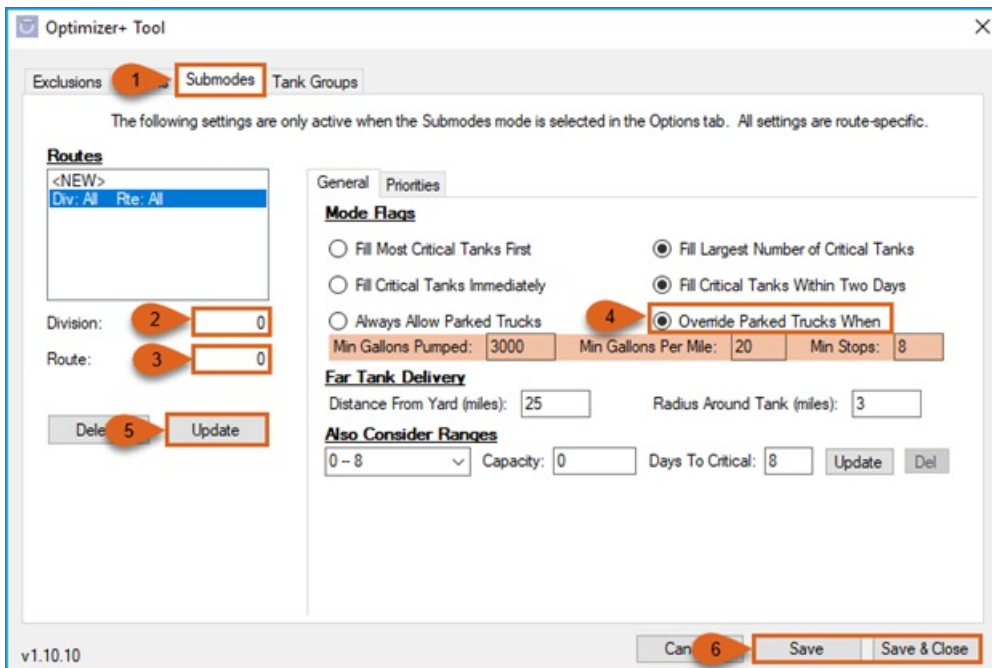 Optimizer+ Tool
Exclusions 1 s Submodes Tank Groups
The following settings are only active when the Submodes mode is selected in the Options tab. All settings are route-specific.
Routes
<NEW>
Div: All Rte: All
General Priorities
Mode Flags
Fill Most Critical Tanks First Fill Largest Number of Critical Tanks
Fill Critical Tanks Immediately Fill Critical Tanks Within Two Days
Division: 2 0
Always Allow Parked Trucks 4 Override Parked Trucks When
Route: 3 0
Min Gallons Pumped: 3000 Min Gallons Per Mile: 20 Min Stops: 8
Far Tank Delivery
Distance From Yard (miles): 25 Radius Around Tank (miles): 3
Dele 5 Update
Also Consider Ranges
0 -- 8 Capacity: 0 Days To Critical: 8 Update Del
v1.10.10
Can 6 Save Save & Close